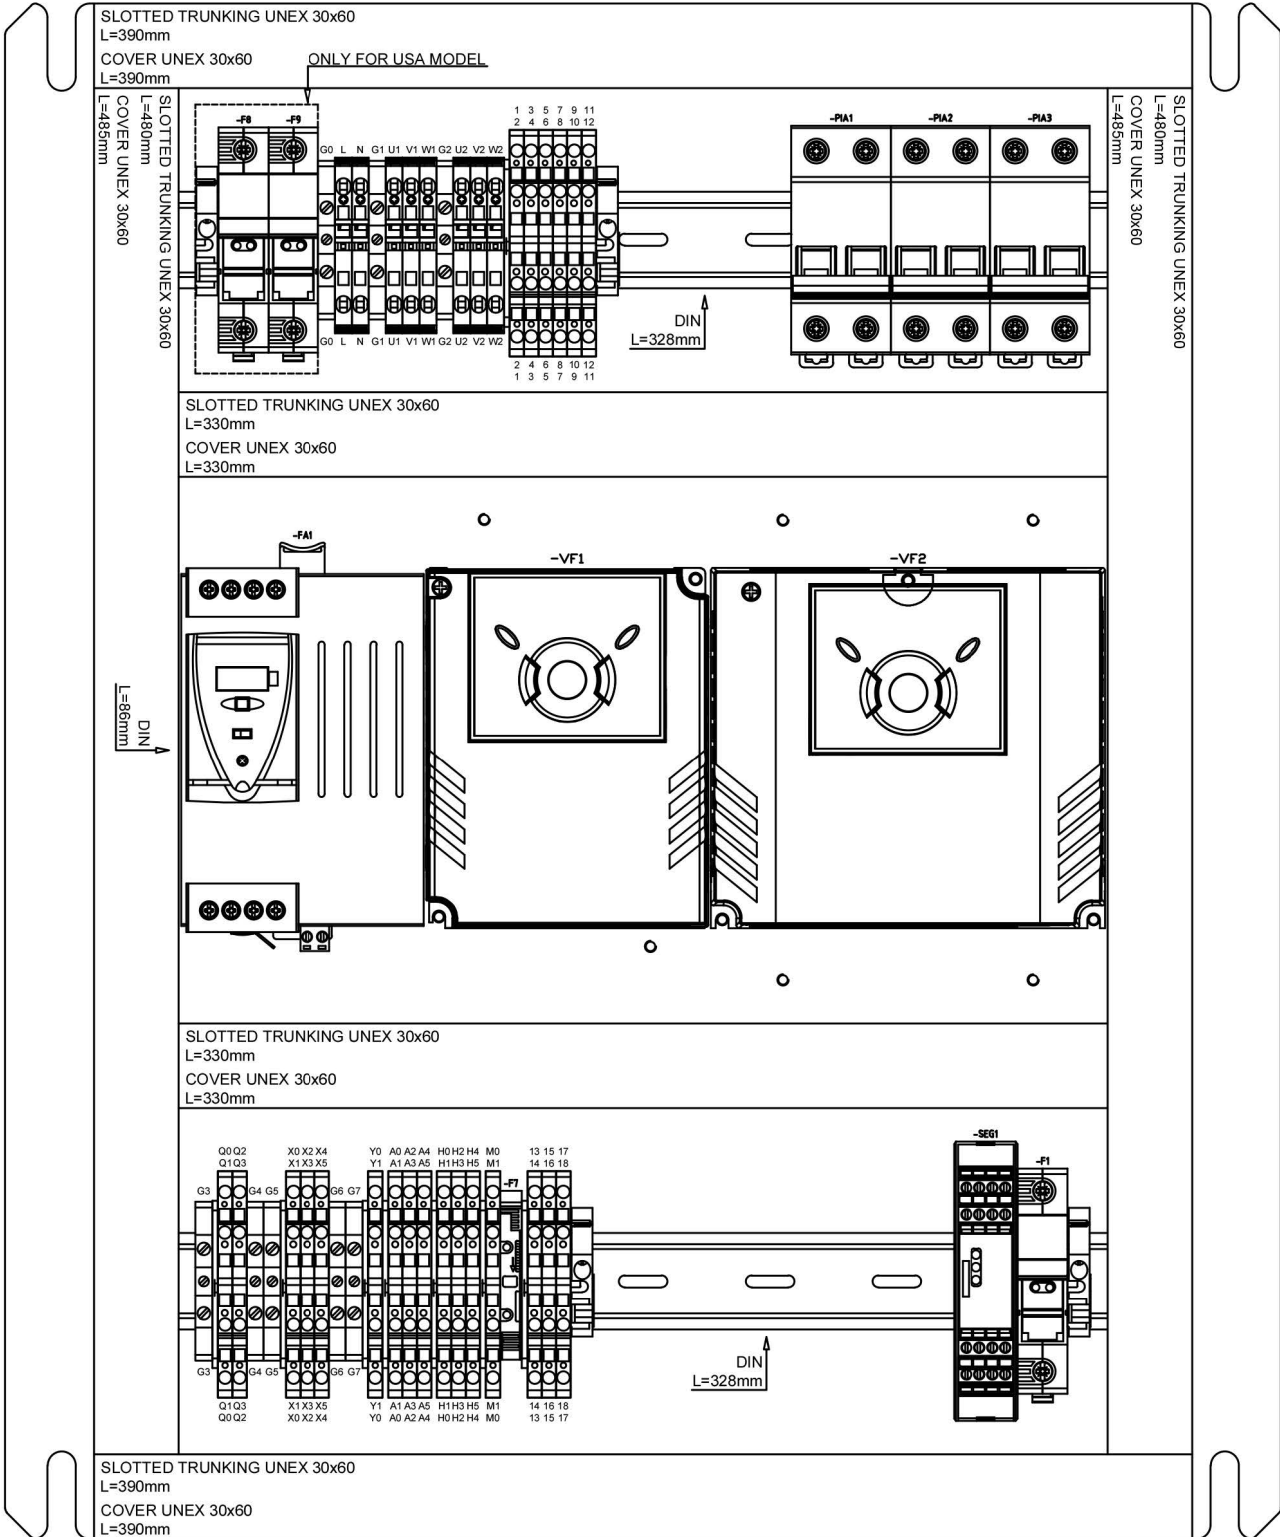 SLOTTED TRUNKING UNEX 30x60
L=390mm
COVER UNEX 30x60
L=390mm
ONLY FOR USA MODEL
SLOTTED TRUNKING UNEX 30x60
L=480mm
COVER UNEX 30x60
L=485mm
SLOTTED TRUNKING UNEX 30x60
L=480mm
COVER UNEX 30x60
L=485mm
-F8 -F9
1 3 5 7 9 11
2 4 6 8 10 12
G0 L N G1 U1 V1 W1 G2 U2 V2 W2
-PIA1 -PIA2 -PIA3
DIN
L=328mm
G0 L N G1 U1 V1 W1 G2 U2 V2 W2
2 4 6 8 10 12
1 3 5 7 9 11
SLOTTED TRUNKING UNEX 30x60
L=330mm
COVER UNEX 30x60
L=330mm
-FA1
-VF1
-VF2
DIN
L=86mm
SLOTTED TRUNKING UNEX 30x60
L=330mm
COVER UNEX 30x60
L=330mm
Q0 Q2 X0 X2 X4 Y0 A0 A2 A4 H0 H2 H4 M0 13 15 17
Q1 Q3 X1 X3 X5 Y1 A1 A3 A5 H1 H3 H5 M1 14 16 18
-SEG1
-F1
-F7
G3 G4 G5 G6 G7
DIN
L=328mm
G3 G4 G5 G6 G7
Q1 Q3 X1 X3 X5 Y1 A1 A3 A5 H1 H3 H5 M1 14 16 18
Q0 Q2 X0 X2 X4 Y0 A0 A2 A4 H0 H2 H4 M0 13 15 17
SLOTTED TRUNKING UNEX 30x60
L=390mm
COVER UNEX 30x60
L=390mm